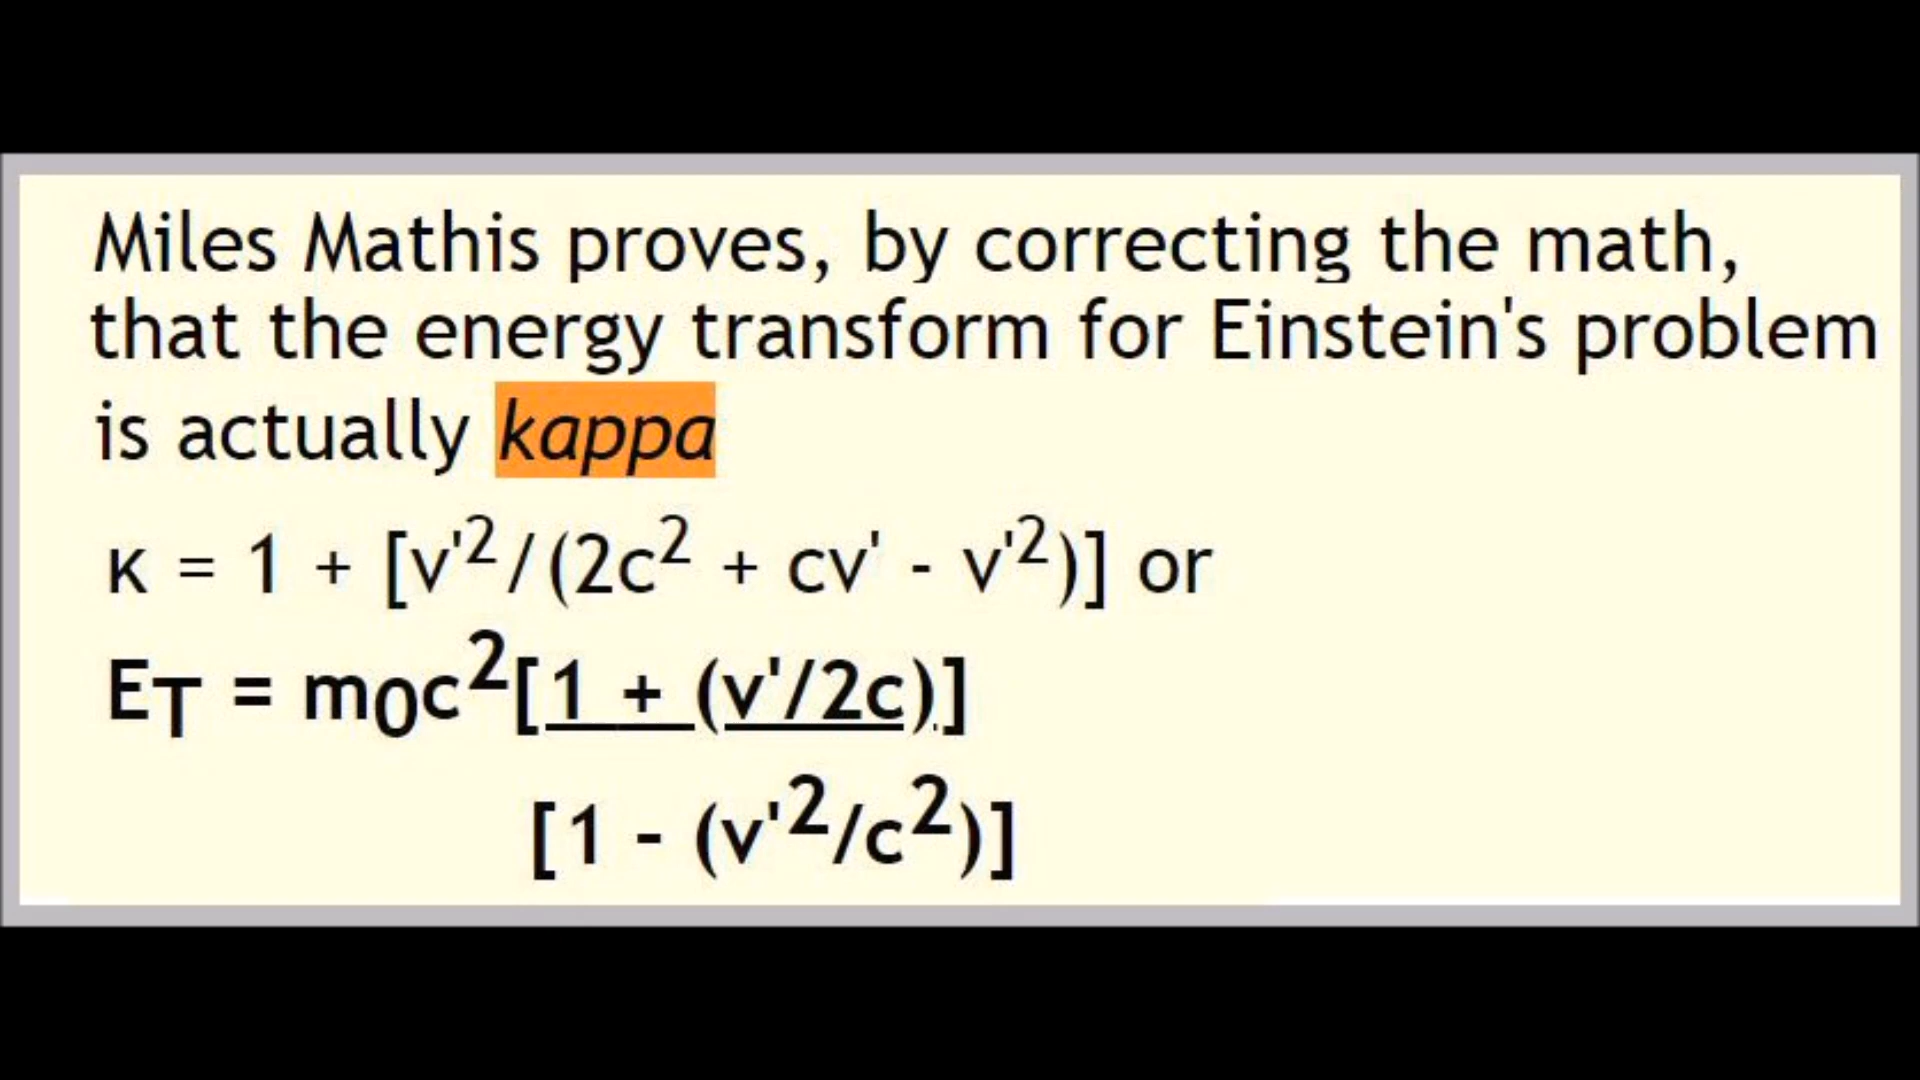 Miles Mathis proves, by correcting the math,
that the energy transform for Einstein's problem
is actually kappa
κ = 1 + [v'²/(2c² + cv' - v'²)] or
E_T = m₀c²[1 + (v'/2c)]
[1 - (v'²/c²)]